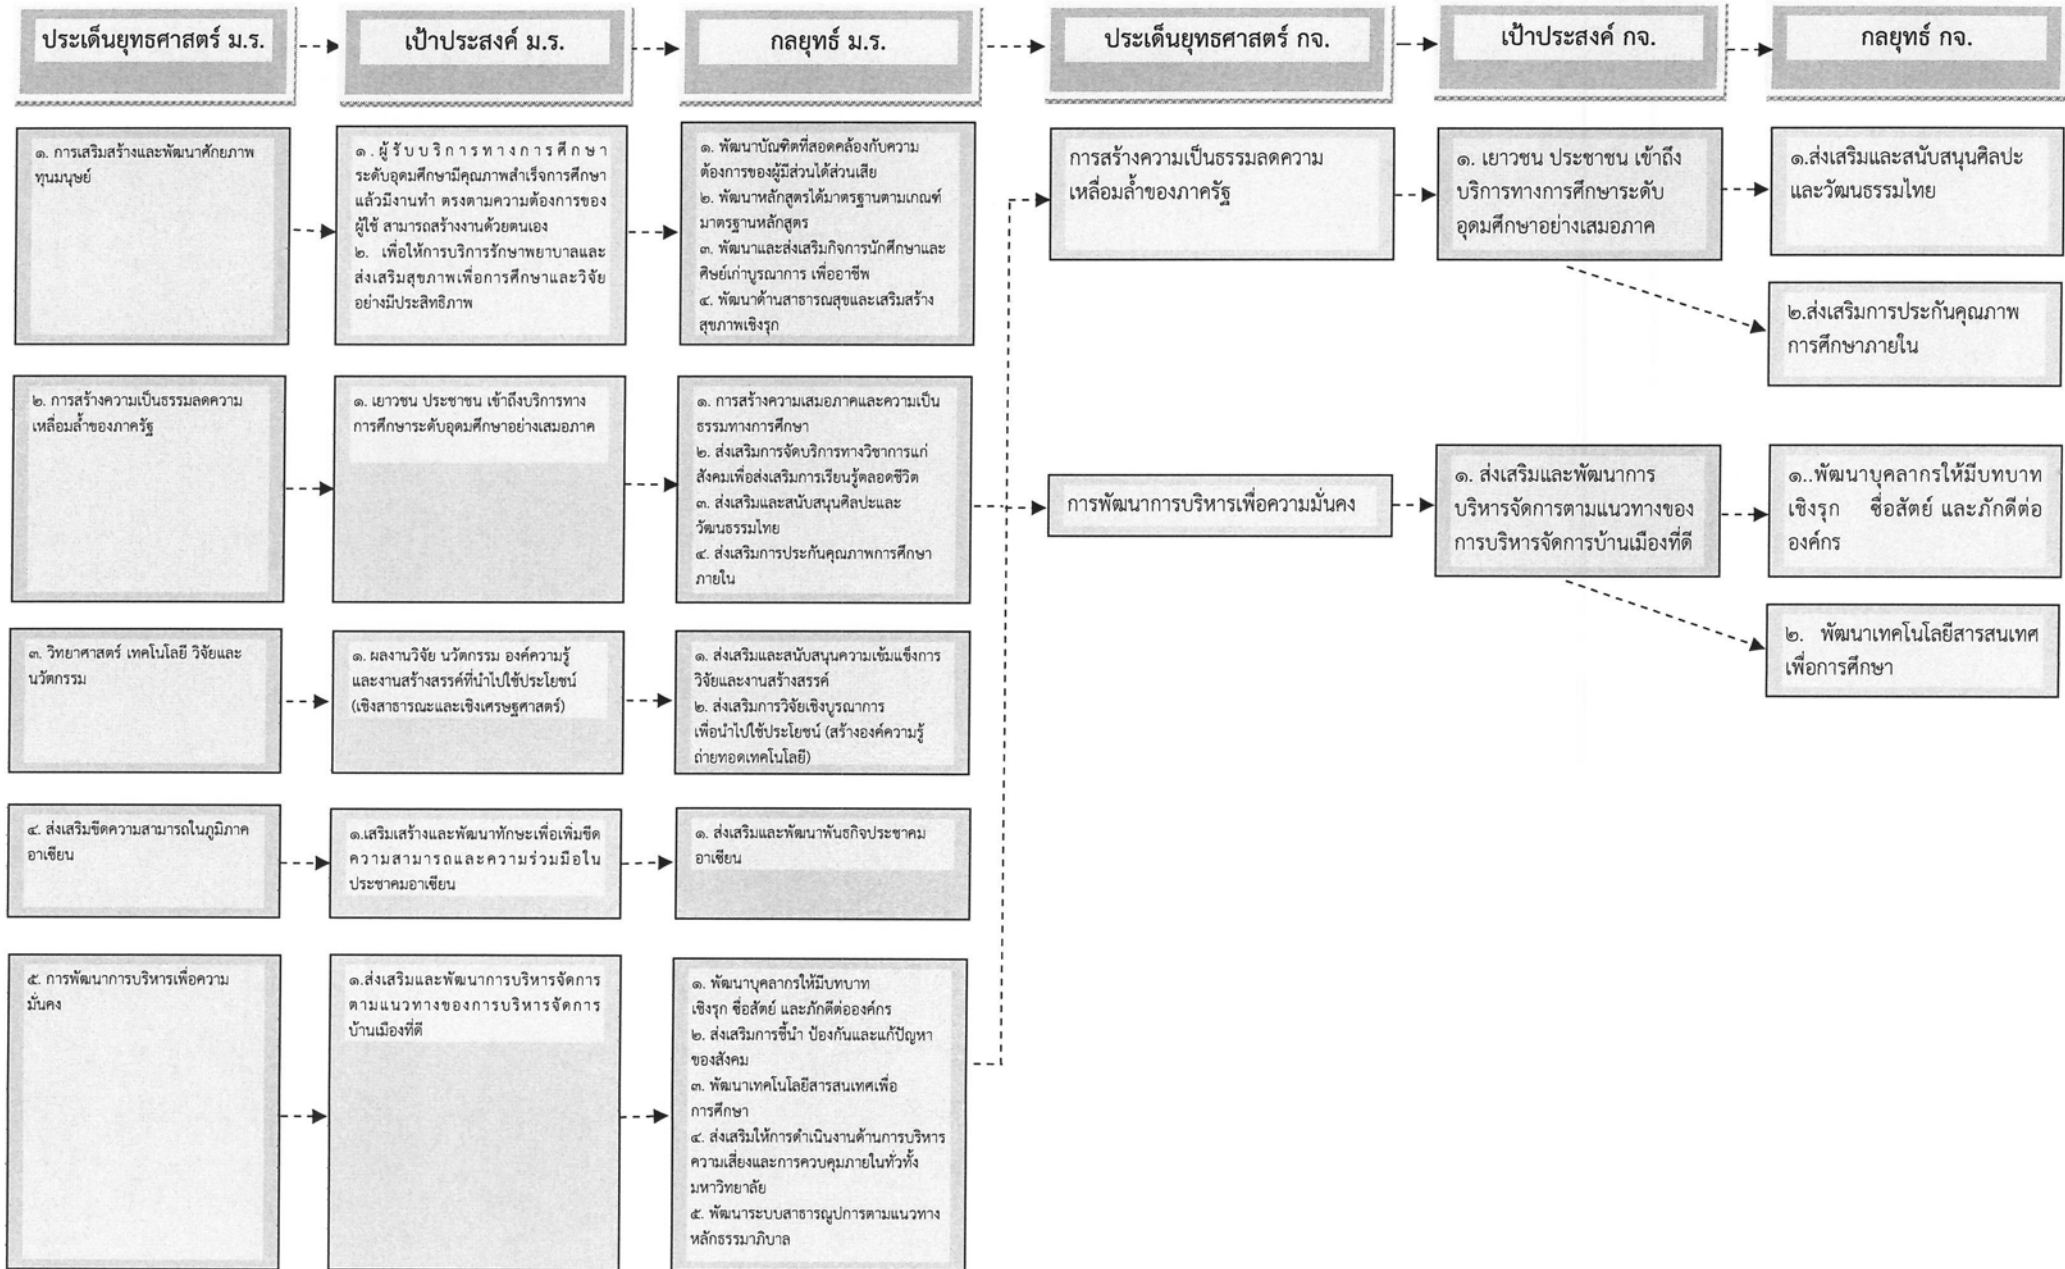 ประเด็นยุทธศาสตร์ ม.ร.
เป้าประสงค์ ม.ร.
กลยุทธ์ ม.ร.
ประเด็นยุทธศาสตร์ กจ.
เป้าประสงค์ กจ.
กลยุทธ์ กจ.
๑. การเสริมสร้างและพัฒนาศักยภาพ
ทุนมนุษย์
๑. ผู้รับบริการทางการศึกษา
ระดับอุดมศึกษามีคุณภาพสำเร็จการศึกษา
แล้วมีงานทำ ตรงตามความต้องการของ
ผู้ใช้ สามารถสร้างงานด้วยตนเอง
๒. เพื่อให้การบริการรักษาพยาบาลและ
ส่งเสริมสุขภาพเพื่อการศึกษาและวิจัย
อย่างมีประสิทธิภาพ
๑. พัฒนาบัณฑิตที่สอดคล้องกับความ
ต้องการของผู้มีส่วนได้ส่วนเสีย
๒. พัฒนาหลักสูตรได้มาตรฐานตามเกณฑ์
มาตรฐานหลักสูตร
๓. พัฒนาและส่งเสริมกิจการนักศึกษาและ
ศิษย์เก่าบูรณาการ เพื่ออาชีพ
๔. พัฒนาด้านสาธารณสุขและเสริมสร้าง
สุขภาพเชิงรุก
การสร้างความเป็นธรรมลดความ
เหลื่อมล้ำของภาครัฐ
๑. เยาวชน ประชาชน เข้าถึง
บริการทางการศึกษาระดับ
อุดมศึกษาอย่างเสมอภาค
๑.ส่งเสริมและสนับสนุนศิลปะ
และวัฒนธรรมไทย
๒.ส่งเสริมการประกันคุณภาพ
การศึกษาภายใน
๒. การสร้างความเป็นธรรมลดความ
เหลื่อมล้ำของภาครัฐ
๑. เยาวชน ประชาชน เข้าถึงบริการทาง
การศึกษาระดับอุดมศึกษาอย่างเสมอภาค
๑. การสร้างความเสมอภาคและความเป็น
ธรรมทางการศึกษา
๒. ส่งเสริมการจัดบริการทางวิชาการแก่
สังคมเพื่อส่งเสริมการเรียนรู้ตลอดชีวิต
๓. ส่งเสริมและสนับสนุนศิลปะและ
วัฒนธรรมไทย
๔. ส่งเสริมการประกันคุณภาพการศึกษา
ภายใน
การพัฒนาการบริหารเพื่อความมั่นคง
๑. ส่งเสริมและพัฒนาการ
บริหารจัดการตามแนวทางของ
การบริหารจัดการบ้านเมืองที่ดี
๑..พัฒนาบุคลากรให้มีบทบาท
เชิงรุก ซื่อสัตย์ และภักดีต่อ
องค์กร
๒. พัฒนาเทคโนโลยีสารสนเทศ
เพื่อการศึกษา
๓. วิทยาศาสตร์ เทคโนโลยี วิจัยและ
นวัตกรรม
๑. ผลงานวิจัย นวัตกรรม องค์ความรู้
และงานสร้างสรรค์ที่นำไปใช้ประโยชน์
(เชิงสาธารณะและเชิงเศรษฐศาสตร์)
๑. ส่งเสริมและสนับสนุนความเข้มแข็งการ
วิจัยและงานสร้างสรรค์
๒. ส่งเสริมการวิจัยเชิงบูรณาการ
เพื่อนำไปใช้ประโยชน์ (สร้างองค์ความรู้
ถ่ายทอดเทคโนโลยี)
๔. ส่งเสริมขีดความสามารถในภูมิภาค
อาเซียน
๑.เสริมเสร้างและพัฒนาทักษะเพื่อเพิ่มขีด
ความสามารถและความร่วมมือใน
ประชาคมอาเซียน
๑. ส่งเสริมและพัฒนาพันธกิจประชาคม
อาเซียน
๕. การพัฒนาการบริหารเพื่อความ
มั่นคง
๑.ส่งเสริมและพัฒนาการบริหารจัดการ
ตามแนวทางของการบริหารจัดการ
บ้านเมืองที่ดี
๑. พัฒนาบุคลากรให้มีบทบาท
เชิงรุก ซื่อสัตย์ และภักดีต่อองค์กร
๒. ส่งเสริมการชี้นำ ป้องกันและแก้ปัญหา
ของสังคม
๓. พัฒนาเทคโนโลยีสารสนเทศเพื่อ
การศึกษา
๔. ส่งเสริมให้การดำเนินงานด้านการบริหาร
ความเสี่ยงและการควบคุมภายในทั่วทั้ง
มหาวิทยาลัย
๕. พัฒนาระบบสาธารณูปการตามแนวทาง
หลักธรรมาภิบาล